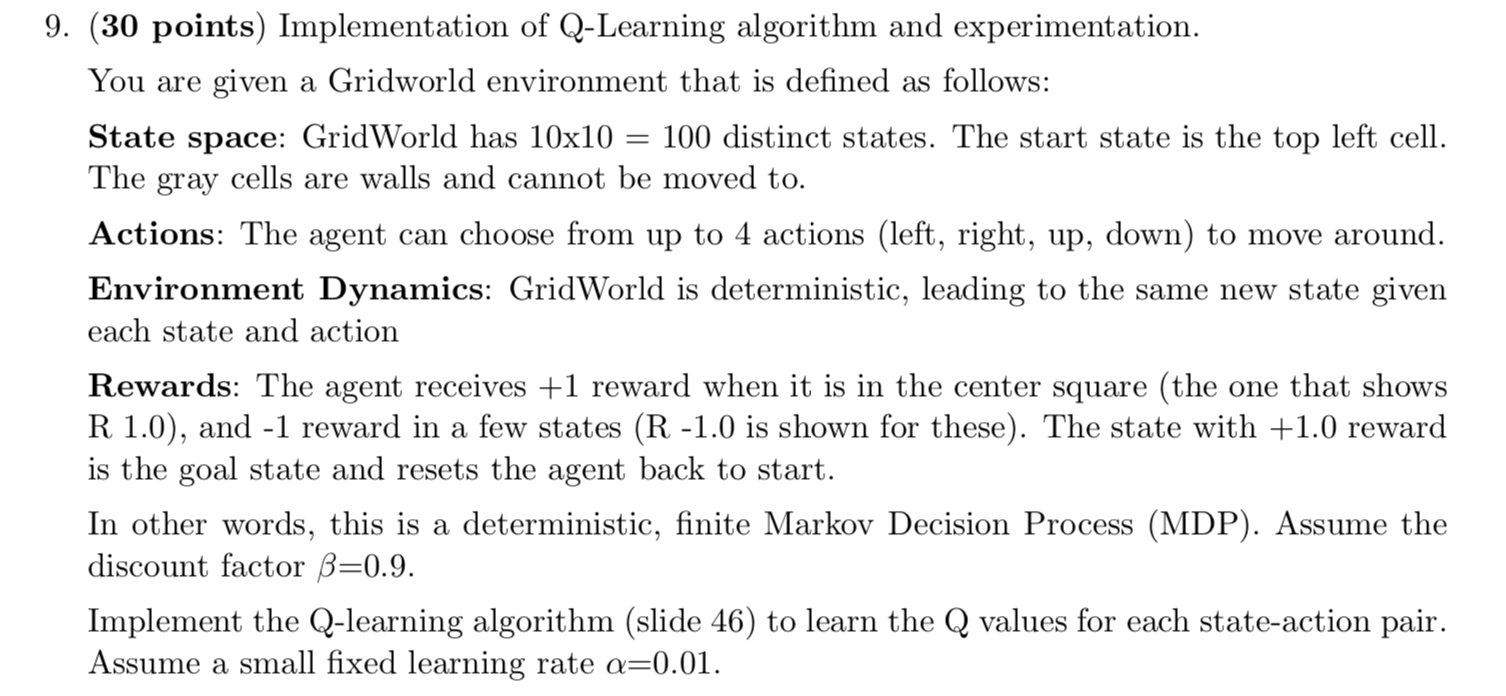 9. (30 points) Implementation of Q-Learning algorithm and experimentation.
You are given a Gridworld environment that is defined as follows:
State space: GridWorld has 10x10 = 100 distinct states. The start state is the top left cell.
The gray cells are walls and cannot be moved to.
Actions: The agent can choose from up to 4 actions (left, right, up, down) to move around.
Environment Dynamics: GridWorld is deterministic, leading to the same new state given
each state and action
Rewards: The agent receives +1 reward when it is in the center square (the one that shows
R 1.0), and -1 reward in a few states (R -1.0 is shown for these). The state with +1.0 reward
is the goal state and resets the agent back to start.
In other words, this is a deterministic, finite Markov Decision Process (MDP). Assume the
discount factor β=0.9.
Implement the Q-learning algorithm (slide 46) to learn the Q values for each state-action pair.
Assume a small fixed learning rate α=0.01.